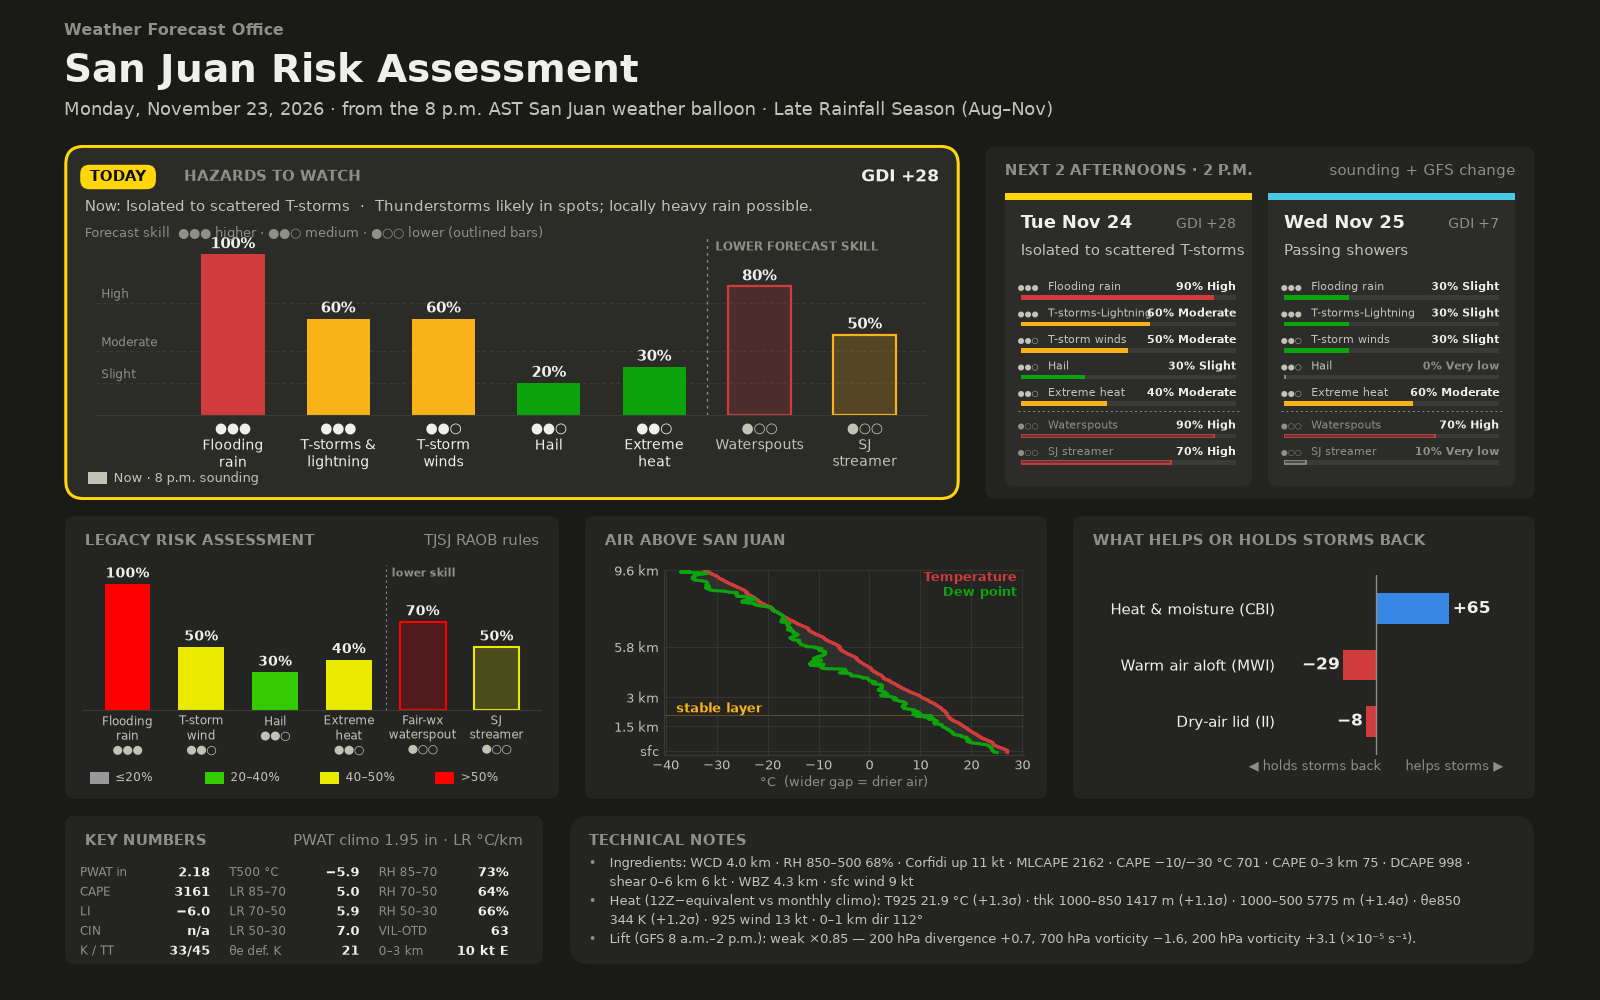 Weather Forecast Office
San Juan Risk Assessment
Monday, November 23, 2026 · from the 8 p.m. AST San Juan weather balloon · Late Rainfall Season (Aug–Nov)
TODAY HAZARDS TO WATCH GDI +28
Now: Isolated to scattered T-storms · Thunderstorms likely in spots; locally heavy rain possible.
Forecast skill ●●● higher · ●●○ medium · ●○○ lower (outlined bars)
LOWER FORECAST SKILL
100% 60% 60% 20% 30% 80% 50%
High
Moderate
Slight
●●● ●●● ●●○ ●●○ ●●○ ●○○ ●○○
Flooding rain
T-storms & lightning
T-storm winds
Hail
Extreme heat
Waterspouts
SJ streamer
Now · 8 p.m. sounding
NEXT 2 AFTERNOONS · 2 P.M. sounding + GFS change
Tue Nov 24 GDI +28
Isolated to scattered T-storms
●●● Flooding rain 90% High
●●● T-storms-Lightning 60% Moderate
●●○ T-storm winds 50% Moderate
●●○ Hail 30% Slight
●●○ Extreme heat 40% Moderate
●○○ Waterspouts 90% High
●○○ SJ streamer 70% High
Wed Nov 25 GDI +7
Passing showers
●●● Flooding rain 30% Slight
●●● T-storms-Lightning 30% Slight
●●○ T-storm winds 30% Slight
●●○ Hail 0% Very low
●●○ Extreme heat 60% Moderate
●○○ Waterspouts 70% High
●○○ SJ streamer 10% Very low
LEGACY RISK ASSESSMENT TJSJ RAOB rules
lower skill
100% 50% 30% 40% 70% 50%
Flooding rain ●●●
T-storm wind ●●○
Hail ●●○
Extreme heat ●●○
Fair-wx waterspout ●○○
SJ streamer ●○○
≤20% 20–40% 40–50% >50%
AIR ABOVE SAN JUAN
Temperature
Dew point
9.6 km
5.8 km
3 km
stable layer
1.5 km
sfc
−40 −30 −20 −10 0 10 20 30
°C (wider gap = drier air)
WHAT HELPS OR HOLDS STORMS BACK
Heat & moisture (CBI) +65
Warm air aloft (MWI) −29
Dry-air lid (II) −8
◀ holds storms back helps storms ▶
KEY NUMBERS PWAT climo 1.95 in · LR °C/km
PWAT in 2.18 T500 °C −5.9 RH 85–70 73%
CAPE 3161 LR 85–70 5.0 RH 70–50 64%
LI −6.0 LR 70–50 5.9 RH 50–30 66%
CIN n/a LR 50–30 7.0 VIL-OTD 63
K / TT 33/45 θe def. K 21 0–3 km 10 kt E
TECHNICAL NOTES
• Ingredients: WCD 4.0 km · RH 850–500 68% · Corfidi up 11 kt · MLCAPE 2162 · CAPE −10/−30 °C 701 · CAPE 0–3 km 75 · DCAPE 998 ·
shear 0–6 km 6 kt · WBZ 4.3 km · sfc wind 9 kt
• Heat (12Z−equivalent vs monthly climo): T925 21.9 °C (+1.3σ) · thk 1000–850 1417 m (+1.1σ) · 1000–500 5775 m (+1.4σ) · θe850
344 K (+1.2σ) · 925 wind 13 kt · 0–1 km dir 112°
• Lift (GFS 8 a.m.–2 p.m.): weak ×0.85 — 200 hPa divergence +0.7, 700 hPa vorticity −1.6, 200 hPa vorticity +3.1 (×10⁻⁵ s⁻¹).